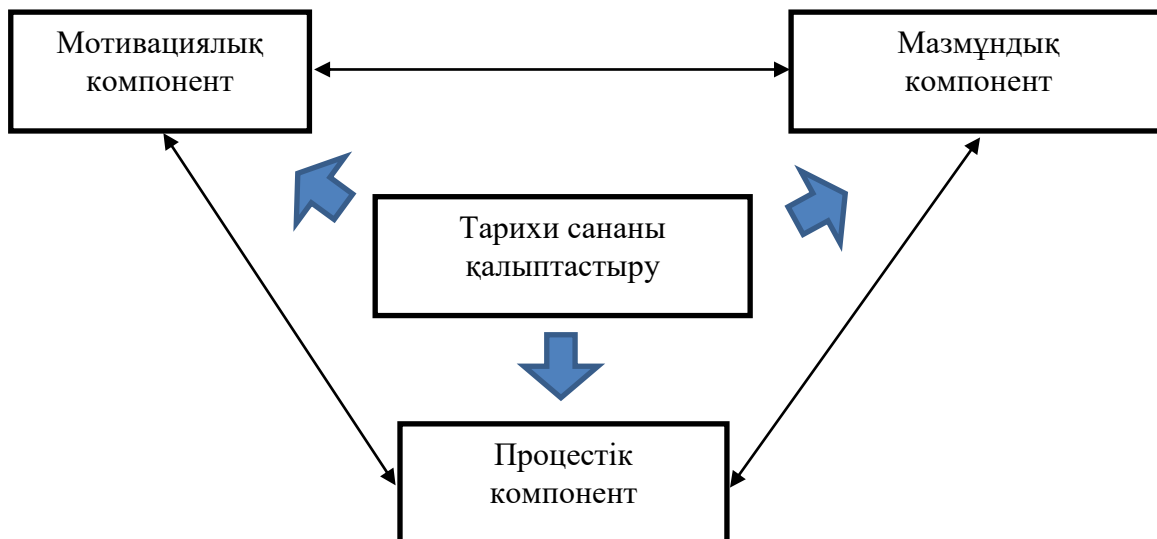 Мотивациялық
компонент
Мазмұндық
компонент
Тарихи сананы
қалыптастыру
Процестік
компонент